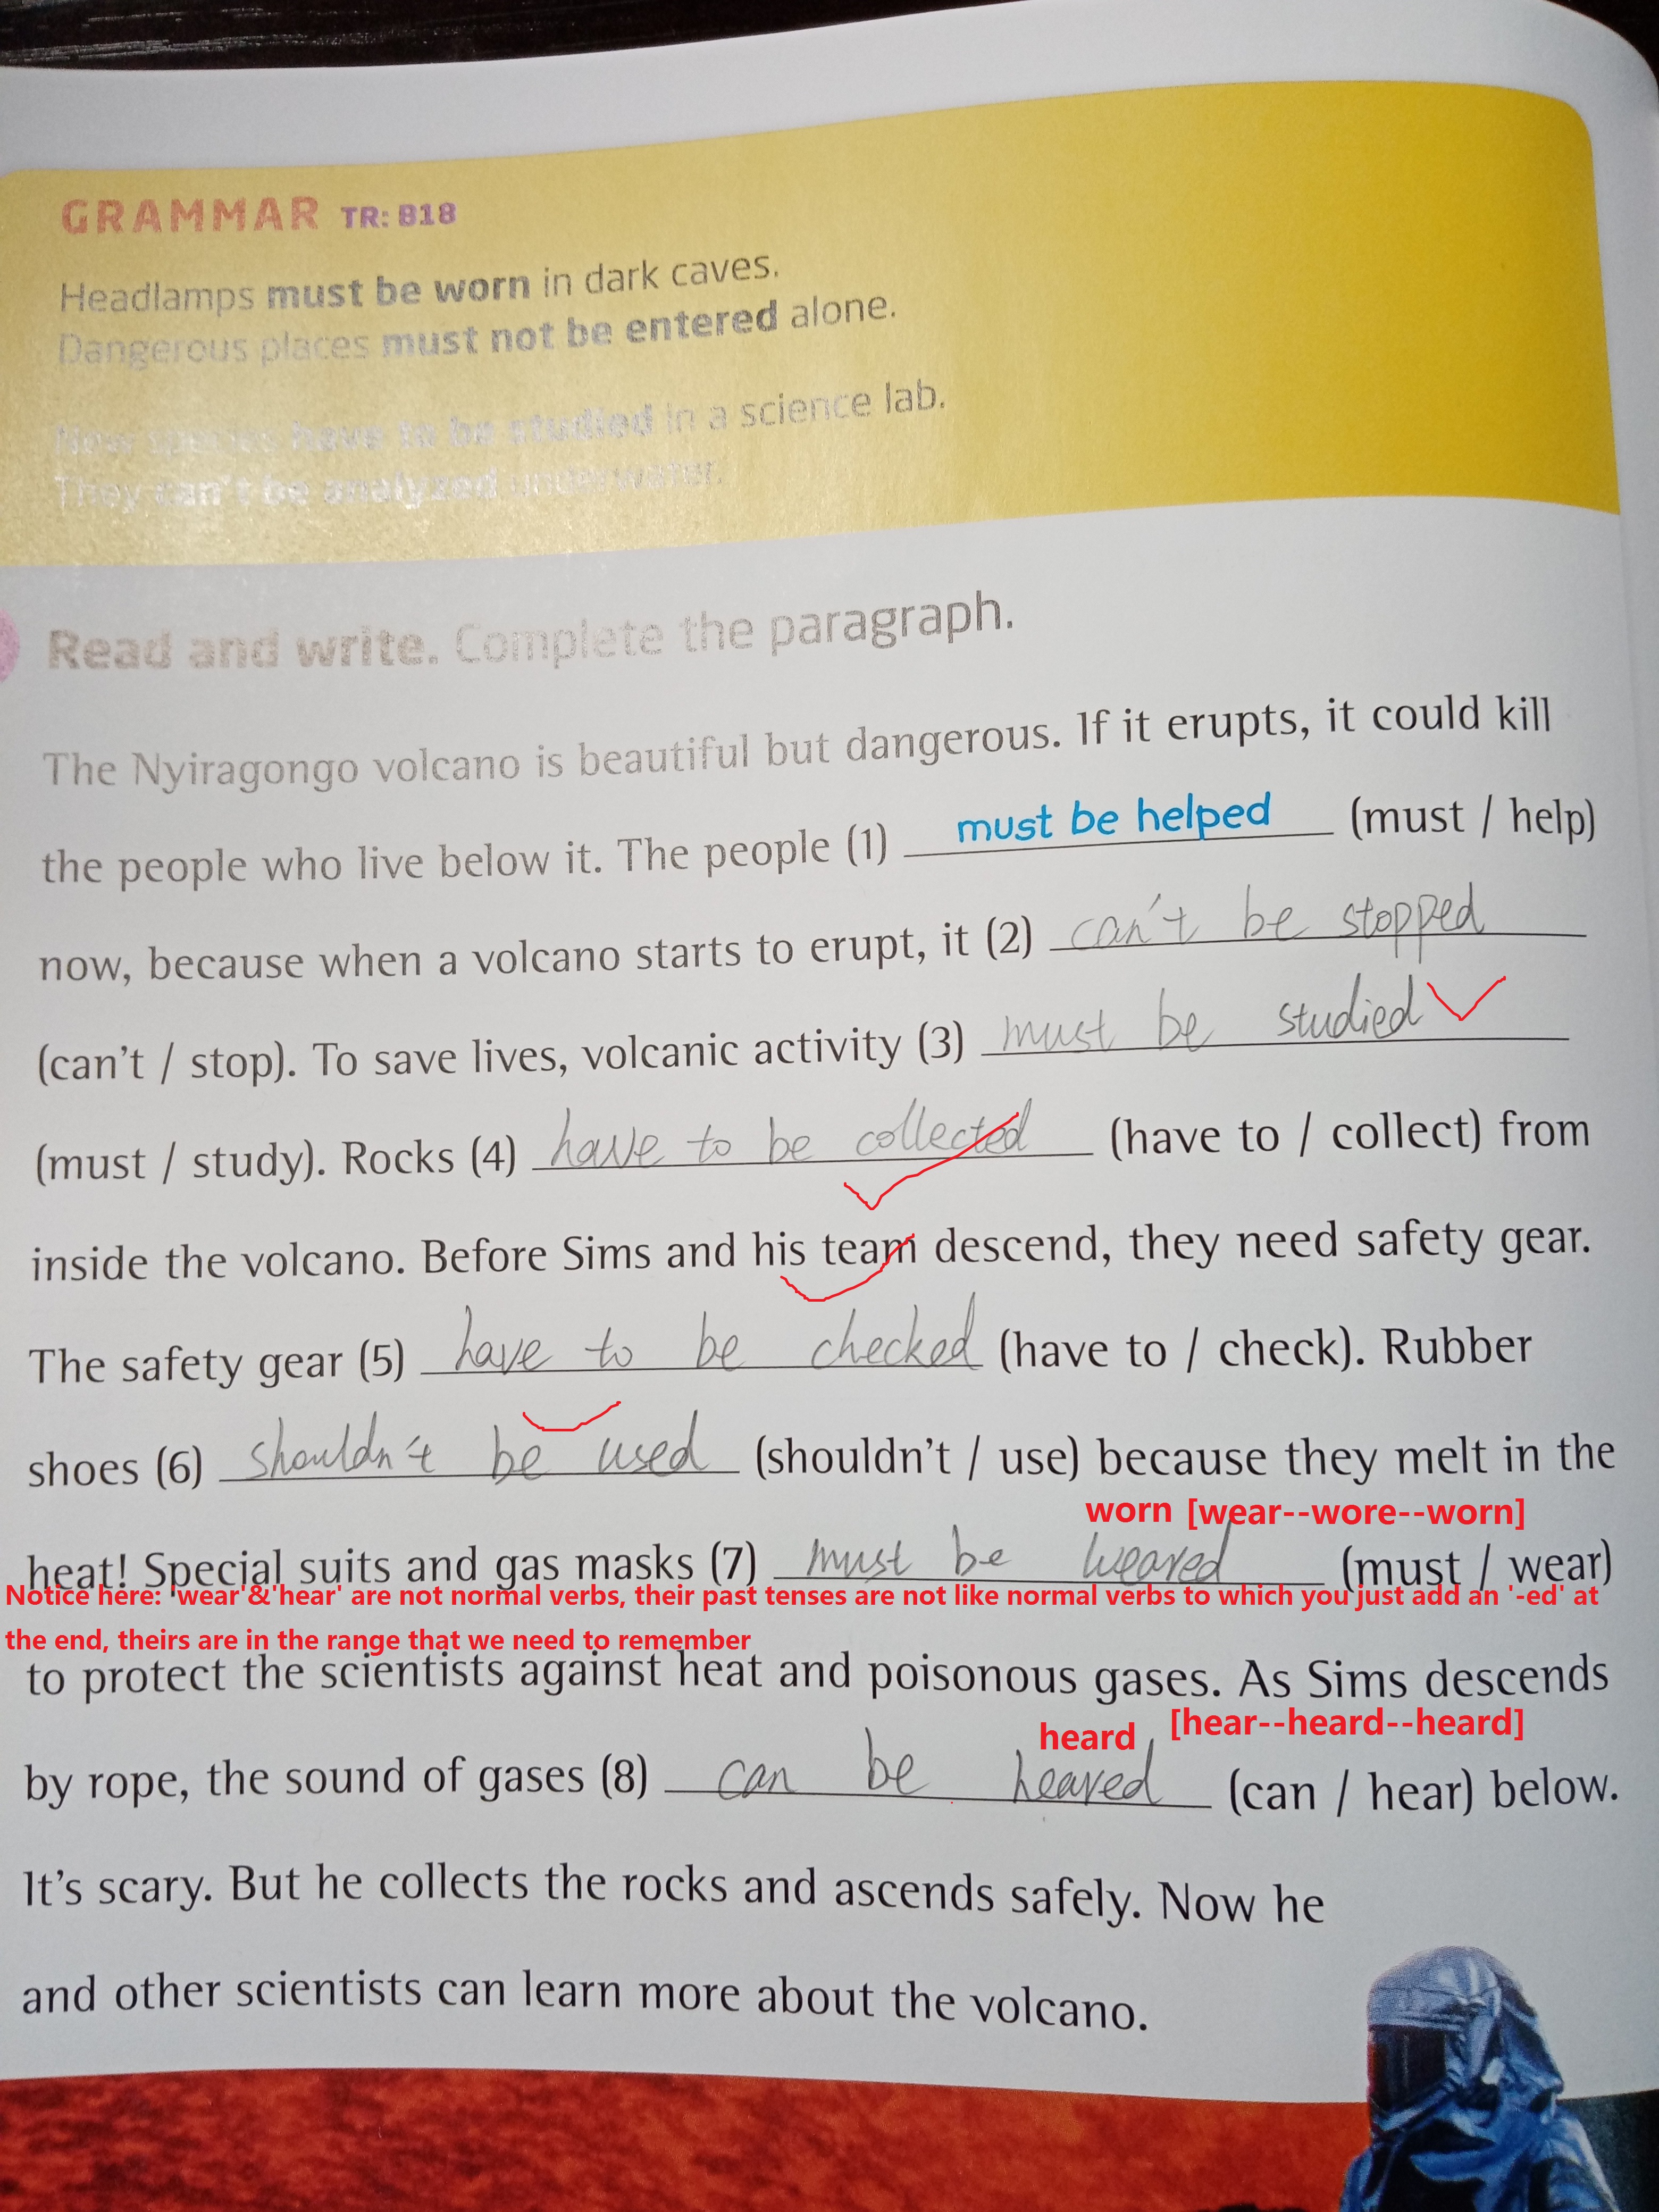 GRAMMAR TR: B18
Headlamps must be worn in dark caves.
Dangerous places must not be entered alone.
New species have to be studied in a science lab.
They can't be analyzed underwater.
Read and write. Complete the paragraph.
The Nyiragongo volcano is beautiful but dangerous. If it erupts, it could kill
the people who live below it. The people (1) must be helped (must / help)
now, because when a volcano starts to erupt, it (2) can't be stopped
(can't / stop). To save lives, volcanic activity (3) must be studied
(must / study). Rocks (4) have to be collected (have to / collect) from
inside the volcano. Before Sims and his team descend, they need safety gear.
The safety gear (5) have to be checked (have to / check). Rubber
shoes (6) shouldn't be used (shouldn't / use) because they melt in the
worn [wear--wore--worn]
heat! Special suits and gas masks (7) must be weared (must / wear)
Notice here: 'wear'&'hear' are not normal verbs, their past tenses are not like normal verbs to which you just add an '-ed' at
the end, theirs are in the range that we need to remember
to protect the scientists against heat and poisonous gases. As Sims descends
heard [hear--heard--heard]
by rope, the sound of gases (8) can be heared (can / hear) below.
It's scary. But he collects the rocks and ascends safely. Now he
and other scientists can learn more about the volcano.